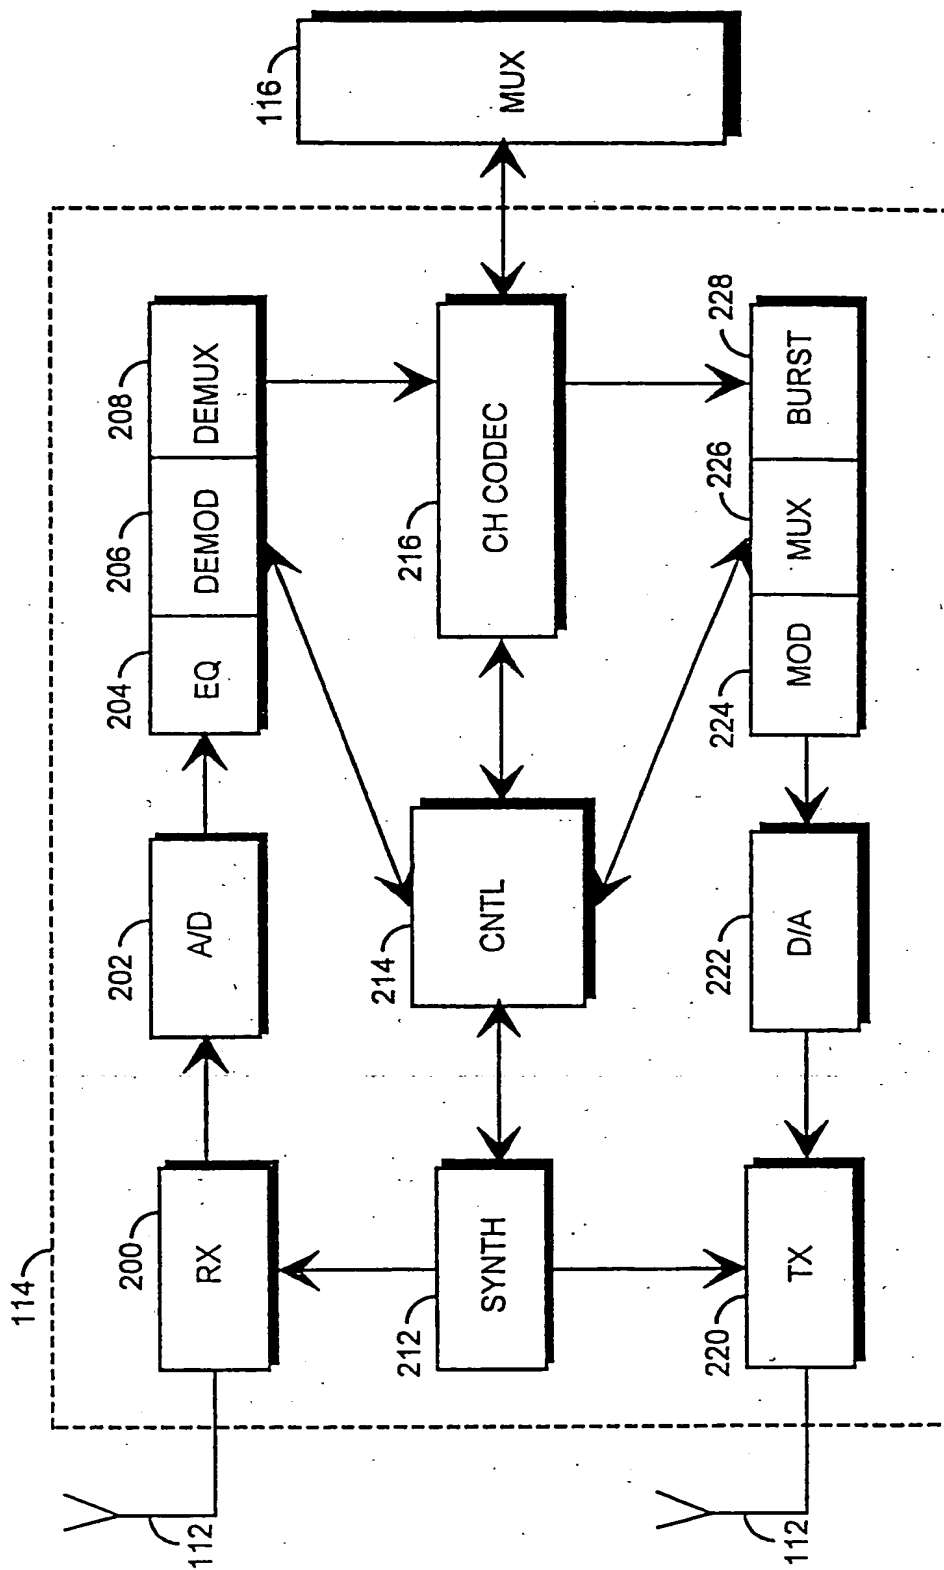 114
112
200
RX
202
A/D
204
206
208
EQ
DEMOD
DEMUX
212
SYNTH
214
CNTL
216
CH CODEC
116
MUX
112
220
TX
222
D/A
224
226
228
MOD
MUX
BURST